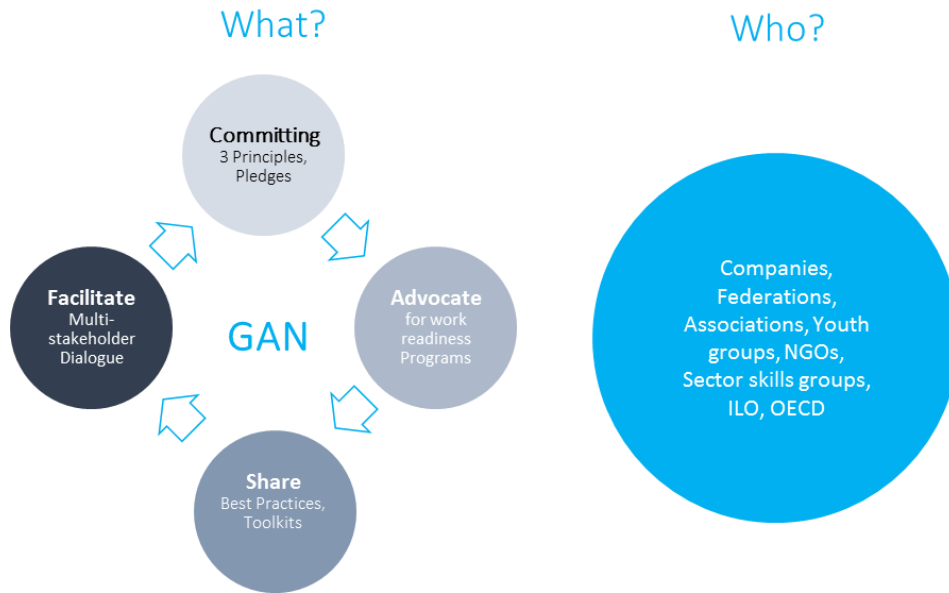 What?
Committing
3 Principles,
Pledges
Advocate
for work
readiness
Programs
Share
Best Practices,
Toolkits
Facilitate
Multi-
stakeholder
Dialogue
GAN
Who?
Companies,
Federations,
Associations, Youth
groups, NGOs,
Sector skills groups,
ILO, OECD